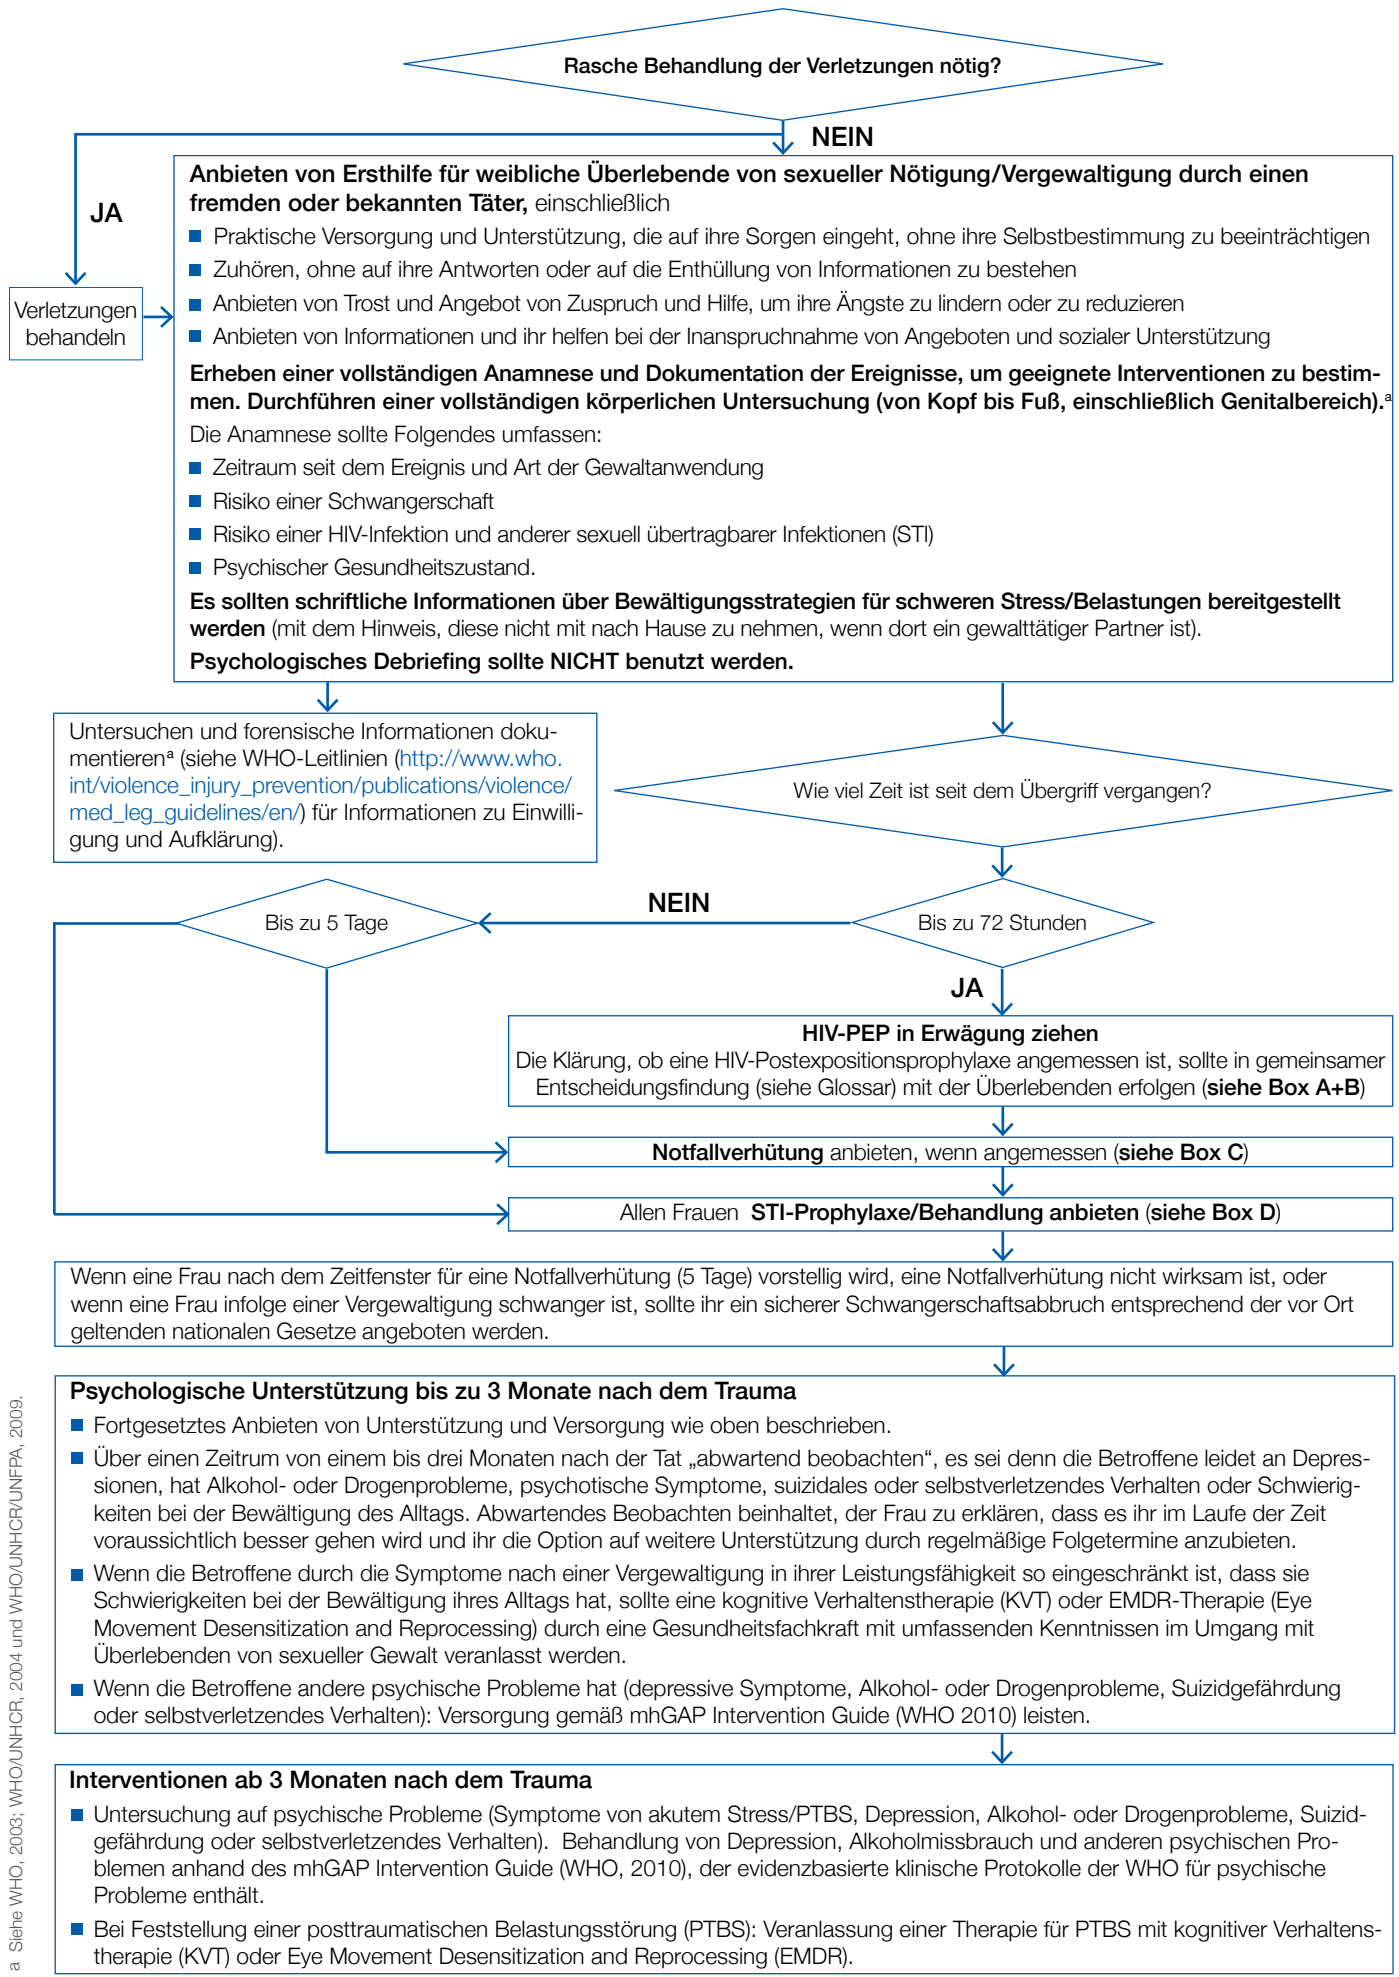 Rasche Behandlung der Verletzungen nötig?
NEIN
JA
Verletzungen
behandeln
Anbieten von Ersthilfe für weibliche Überlebende von sexueller Nötigung/Vergewaltigung durch einen
fremden oder bekannten Täter, einschließlich
■ Praktische Versorgung und Unterstützung, die auf ihre Sorgen eingeht, ohne ihre Selbstbestimmung zu beeinträchtigen
■ Zuhören, ohne auf ihre Antworten oder auf die Enthüllung von Informationen zu bestehen
■ Anbieten von Trost und Angebot von Zuspruch und Hilfe, um ihre Ängste zu lindern oder zu reduzieren
■ Anbieten von Informationen und ihr helfen bei der Inanspruchnahme von Angeboten und sozialer Unterstützung
Erheben einer vollständigen Anamnese und Dokumentation der Ereignisse, um geeignete Interventionen zu bestim-
men. Durchführen einer vollständigen körperlichen Untersuchung (von Kopf bis Fuß, einschließlich Genitalbereich).ª
Die Anamnese sollte Folgendes umfassen:
■ Zeitraum seit dem Ereignis und Art der Gewaltanwendung
■ Risiko einer Schwangerschaft
■ Risiko einer HIV-Infektion und anderer sexuell übertragbarer Infektionen (STI)
■ Psychischer Gesundheitszustand.
Es sollten schriftliche Informationen über Bewältigungsstrategien für schweren Stress/Belastungen bereitgestellt
werden (mit dem Hinweis, diese nicht mit nach Hause zu nehmen, wenn dort ein gewalttätiger Partner ist).
Psychologisches Debriefing sollte NICHT benutzt werden.
Untersuchen und forensische Informationen doku-
mentierenª (siehe WHO-Leitlinien (http://www.who.
int/violence_injury_prevention/publications/violence/
med_leg_guidelines/en/) für Informationen zu Einwilli-
gung und Aufklärung).
Wie viel Zeit ist seit dem Übergriff vergangen?
Bis zu 5 Tage
NEIN
Bis zu 72 Stunden
JA
HIV-PEP in Erwägung ziehen
Die Klärung, ob eine HIV-Postexpositionsprophylaxe angemessen ist, sollte in gemeinsamer
Entscheidungsfindung (siehe Glossar) mit der Überlebenden erfolgen (siehe Box A+B)
Notfallverhütung anbieten, wenn angemessen (siehe Box C)
Allen Frauen STI-Prophylaxe/Behandlung anbieten (siehe Box D)
Wenn eine Frau nach dem Zeitfenster für eine Notfallverhütung (5 Tage) vorstellig wird, eine Notfallverhütung nicht wirksam ist, oder
wenn eine Frau infolge einer Vergewaltigung schwanger ist, sollte ihr ein sicherer Schwangerschaftsabbruch entsprechend der vor Ort
geltenden nationalen Gesetze angeboten werden.
Psychologische Unterstützung bis zu 3 Monate nach dem Trauma
■ Fortgesetztes Anbieten von Unterstützung und Versorgung wie oben beschrieben.
■ Über einen Zeitrum von einem bis drei Monaten nach der Tat „abwartend beobachten“, es sei denn die Betroffene leidet an Depres-
sionen, hat Alkohol- oder Drogenprobleme, psychotische Symptome, suizidales oder selbstverletzendes Verhalten oder Schwierig-
keiten bei der Bewältigung des Alltags. Abwartendes Beobachten beinhaltet, der Frau zu erklären, dass es ihr im Laufe der Zeit
voraussichtlich besser gehen wird und ihr die Option auf weitere Unterstützung durch regelmäßige Folgetermine anzubieten.
■ Wenn die Betroffene durch die Symptome nach einer Vergewaltigung in ihrer Leistungsfähigkeit so eingeschränkt ist, dass sie
Schwierigkeiten bei der Bewältigung ihres Alltags hat, sollte eine kognitive Verhaltenstherapie (KVT) oder EMDR-Therapie (Eye
Movement Desensitization and Reprocessing) durch eine Gesundheitsfachkraft mit umfassenden Kenntnissen im Umgang mit
Überlebenden von sexueller Gewalt veranlasst werden.
■ Wenn die Betroffene andere psychische Probleme hat (depressive Symptome, Alkohol- oder Drogenprobleme, Suizidgefährdung
oder selbstverletzendes Verhalten): Versorgung gemäß mhGAP Intervention Guide (WHO 2010) leisten.
Interventionen ab 3 Monaten nach dem Trauma
■ Untersuchung auf psychische Probleme (Symptome von akutem Stress/PTBS, Depression, Alkohol- oder Drogenprobleme, Suizid-
gefährdung oder selbstverletzendes Verhalten). Behandlung von Depression, Alkoholmissbrauch und anderen psychischen Pro-
blemen anhand des mhGAP Intervention Guide (WHO, 2010), der evidenzbasierte klinische Protokolle der WHO für psychische
Probleme enthält.
■ Bei Feststellung einer posttraumatischen Belastungsstörung (PTBS): Veranlassung einer Therapie für PTBS mit kognitiver Verhaltens-
therapie (KVT) oder Eye Movement Desensitization and Reprocessing (EMDR).
a Siehe WHO, 2003; WHO/UNHCR, 2004 und WHO/UNHCR/UNFPA, 2009.